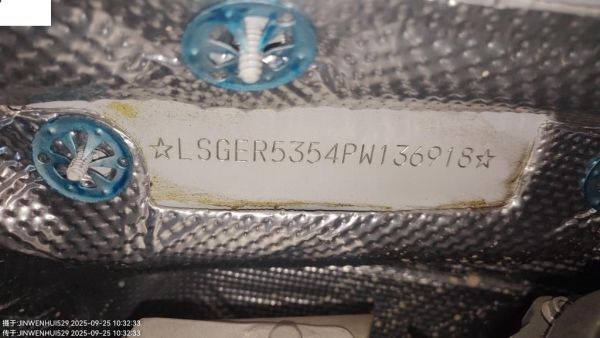 ☆LSGER5354PW136918☆
摄于:JINWENHUI529 2025-09-25 10:32:33
传于:JINWENHUI529 2025-09-25 10:32:33